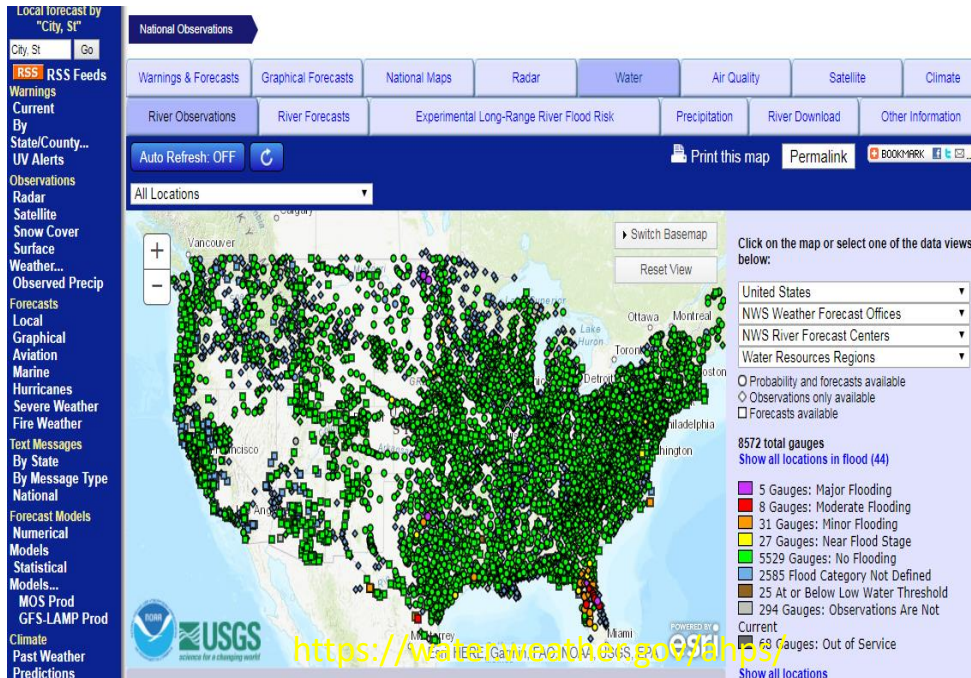 Local forecast by
"City, St"
City, St Go
RSS RSS Feeds
Warnings
Current
By
State/County...
UV Alerts
Observations
Radar
Satellite
Snow Cover
Surface
Weather...
Observed Precip
Forecasts
Local
Graphical
Aviation
Marine
Hurricanes
Severe Weather
Fire Weather
Text Messages
By State
By Message Type
National
Forecast Models
Numerical
Models
Statistical
Models...
MOS Prod
GFS-LAMP Prod
Climate
Past Weather
Predictions
National Observations
Warnings & Forecasts Graphical Forecasts National Maps Radar Water Air Quality Satellite Climate
River Observations River Forecasts Experimental Long-Range River Flood Risk Precipitation River Download Other Information
Auto Refresh: OFF Print this map Permalink BOOKMARK
All Locations
Calgary
Vancouver
+
−
Switch Basemap
Reset View
Ottawa Montreal
Lake
Huron
Toronto
Detroit
Miami
NOAA
USGS
science for a changing world
POWERED BY
esri
Esri, HERE, Garmin, FAO, NOAA, USGS, EPA
https://water.weather.gov/ahps/
Click on the map or select one of the data views
below:
United States
NWS Weather Forecast Offices
NWS River Forecast Centers
Water Resources Regions
Probability and forecasts available
Observations only available
Forecasts available
8572 total gauges
Show all locations in flood (44)
5 Gauges: Major Flooding
8 Gauges: Moderate Flooding
31 Gauges: Minor Flooding
27 Gauges: Near Flood Stage
5529 Gauges: No Flooding
2585 Flood Category Not Defined
25 At or Below Low Water Threshold
294 Gauges: Observations Are Not
Current
68 Gauges: Out of Service
Show all locations